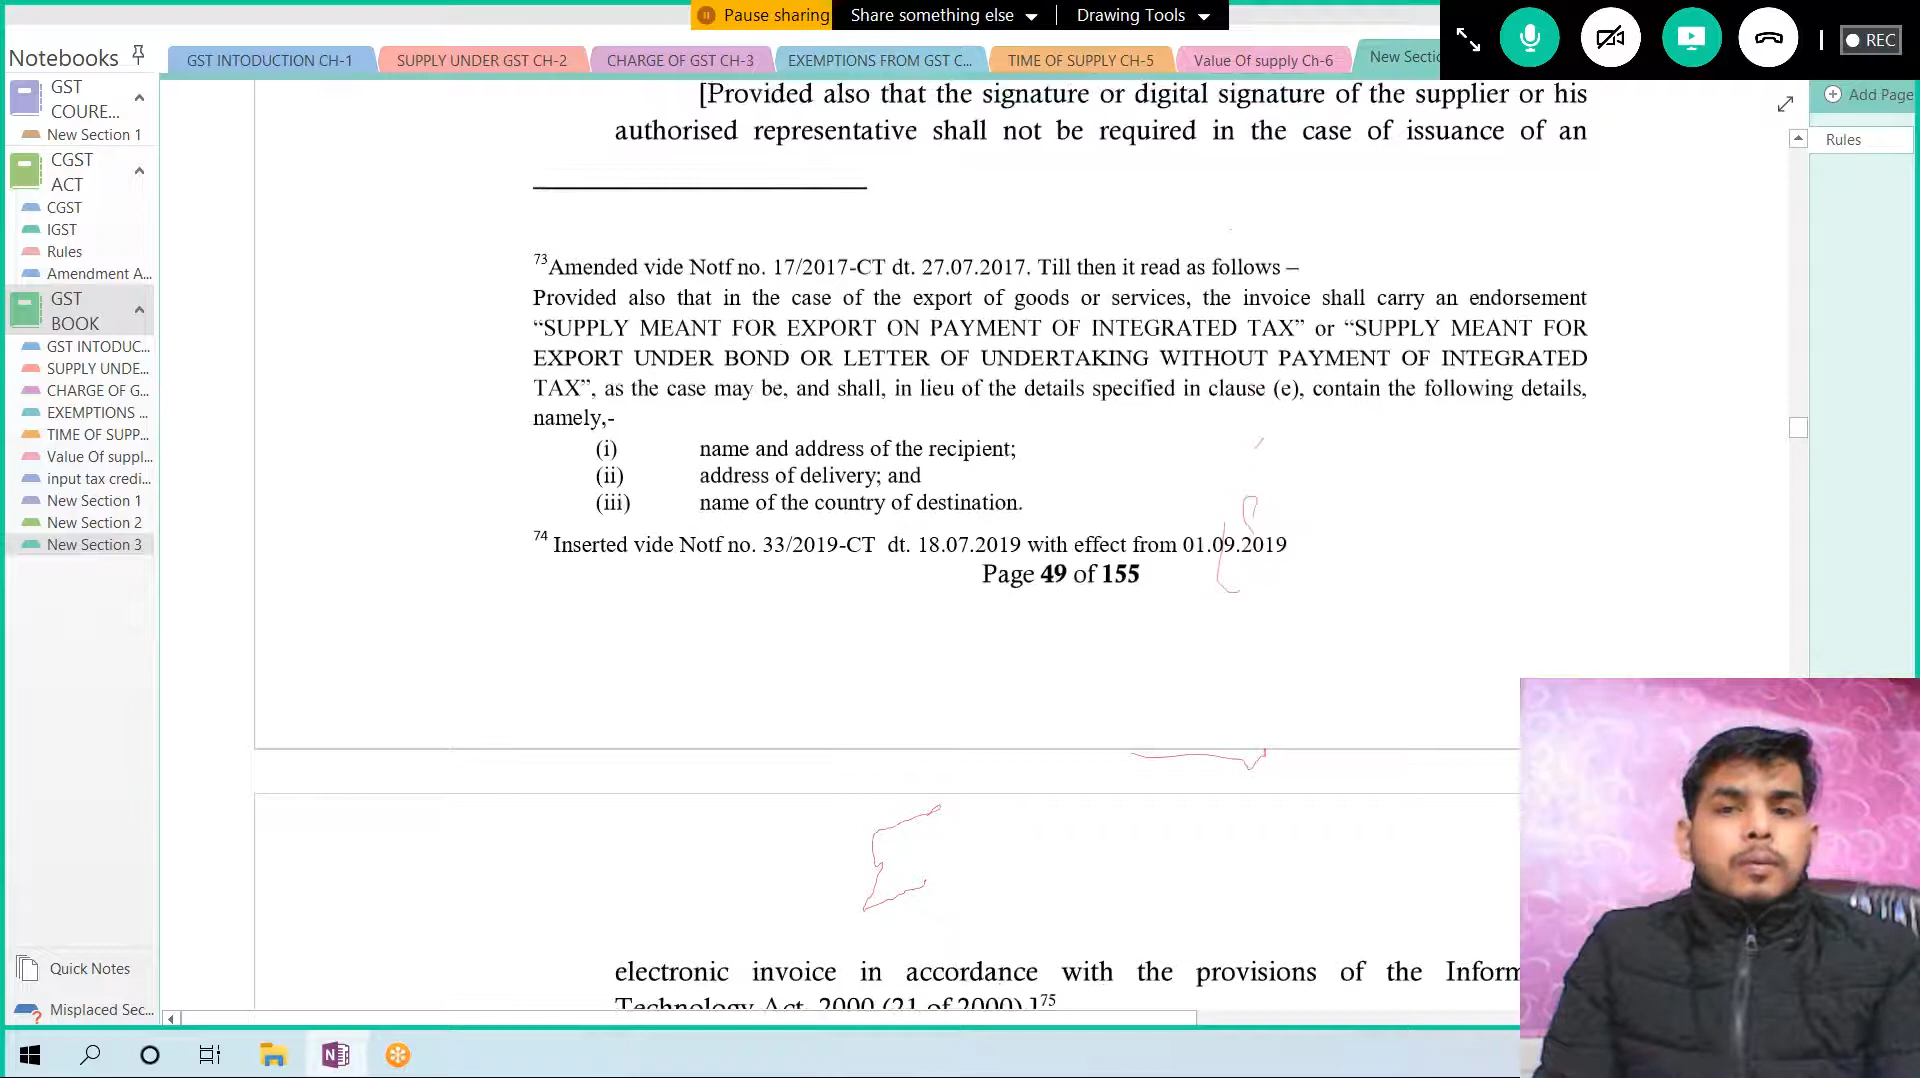 Pause sharing
Share something else
Drawing Tools
REC
Notebooks
GST INTODUCTION CH-1
SUPPLY UNDER GST CH-2
CHARGE OF GST CH-3
EXEMPTIONS FROM GST C...
TIME OF SUPPLY CH-5
Value Of supply Ch-6
New Sectio
Add Page
Rules
GST
COURE...
New Section 1
CGST
ACT
CGST
IGST
Rules
Amendment A...
GST
BOOK
GST INTODUC...
SUPPLY UNDE...
CHARGE OF G...
EXEMPTIONS ...
TIME OF SUPP...
Value Of suppl...
input tax credi...
New Section 1
New Section 2
New Section 3
Quick Notes
Misplaced Sec...
[Provided also that the signature or digital signature of the supplier or his
authorised representative shall not be required in the case of issuance of an
73Amended vide Notf no. 17/2017-CT dt. 27.07.2017. Till then it read as follows –
Provided also that in the case of the export of goods or services, the invoice shall carry an endorsement
“SUPPLY MEANT FOR EXPORT ON PAYMENT OF INTEGRATED TAX” or “SUPPLY MEANT FOR
EXPORT UNDER BOND OR LETTER OF UNDERTAKING WITHOUT PAYMENT OF INTEGRATED
TAX”, as the case may be, and shall, in lieu of the details specified in clause (e), contain the following details,
namely,-
(i) name and address of the recipient;
(ii) address of delivery; and
(iii) name of the country of destination.
74 Inserted vide Notf no. 33/2019-CT dt. 18.07.2019 with effect from 01.09.2019
Page 49 of 155
electronic invoice in accordance with the provisions of the Inform
Technology Act, 2000 (21 of 2000).]75